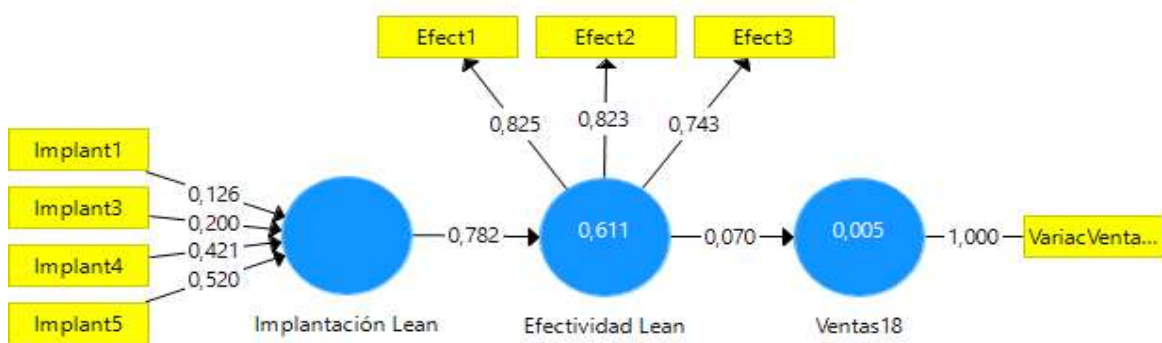 Efect1 Efect2 Efect3
0,825 0,823 0,743
Implant1
Implant3
Implant4
Implant5
0,126
0,200
0,421
0,520
0,782 0,611 0,070 0,005 1,000 VariacVenta...
Implantación Lean Efectividad Lean Ventas18